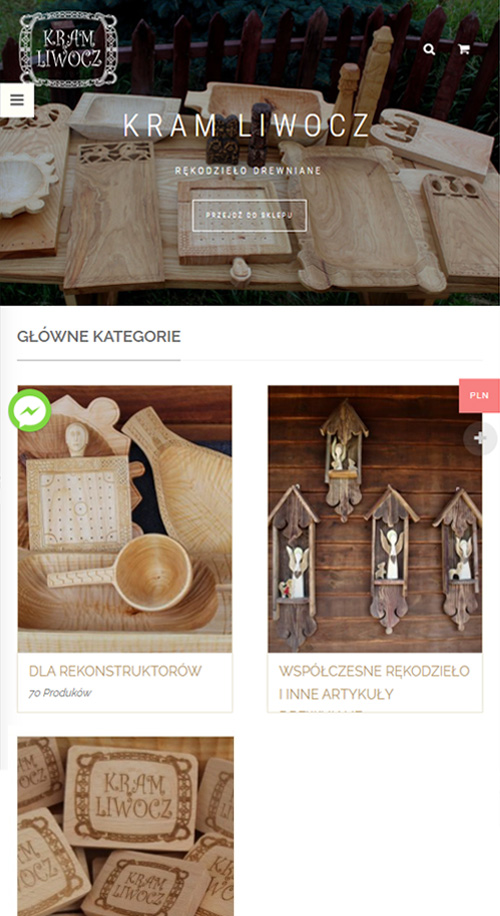 KRAM
LIWOCZ
KRAM LIWOCZ
RĘKODZIEŁO DREWNIANE
PRZEJDŹ DO SKLEPU
GŁÓWNE KATEGORIE
PLN
DLA REKONSTRUKTORÓW
70 Produków
WSPÓŁCZESNE RĘKODZIEŁO
I INNE ARTYKUŁY
KRAM
LIWOCZ
KRAM
LIWOCZ